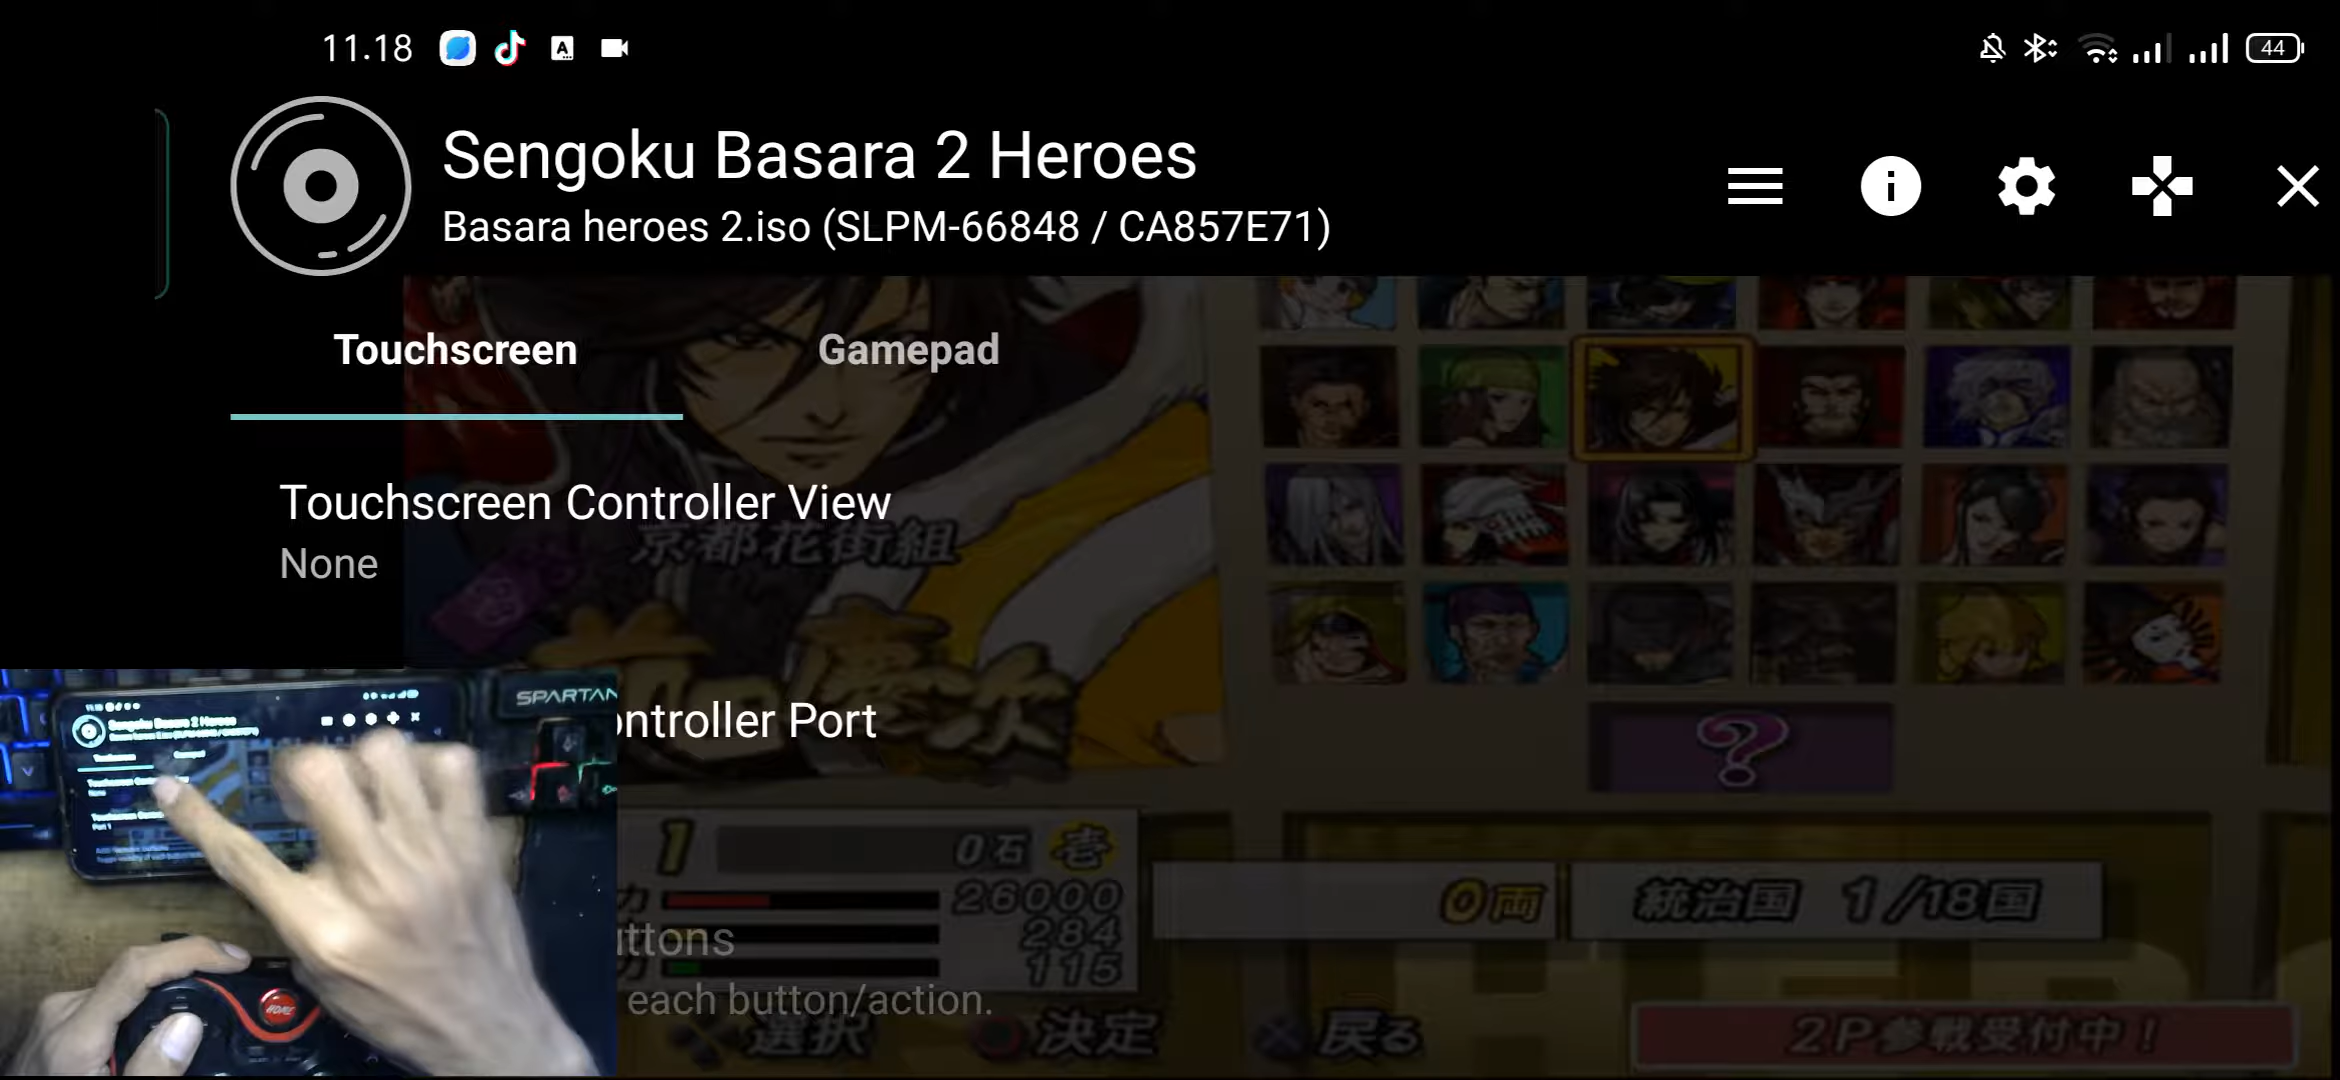 11.18
44
Sengoku Basara 2 Heroes
Basara heroes 2.iso (SLPM-66848 / CA857E71)
Touchscreen
Gamepad
Touchscreen Controller View
京都花街組
None
ontroller Port
SPARTAN
1
0石
壱
26000
284
115
uttons
each button/action.
0両
統治国 1/18国
選択
決定
戻る
2P参戦受付中!
HOME